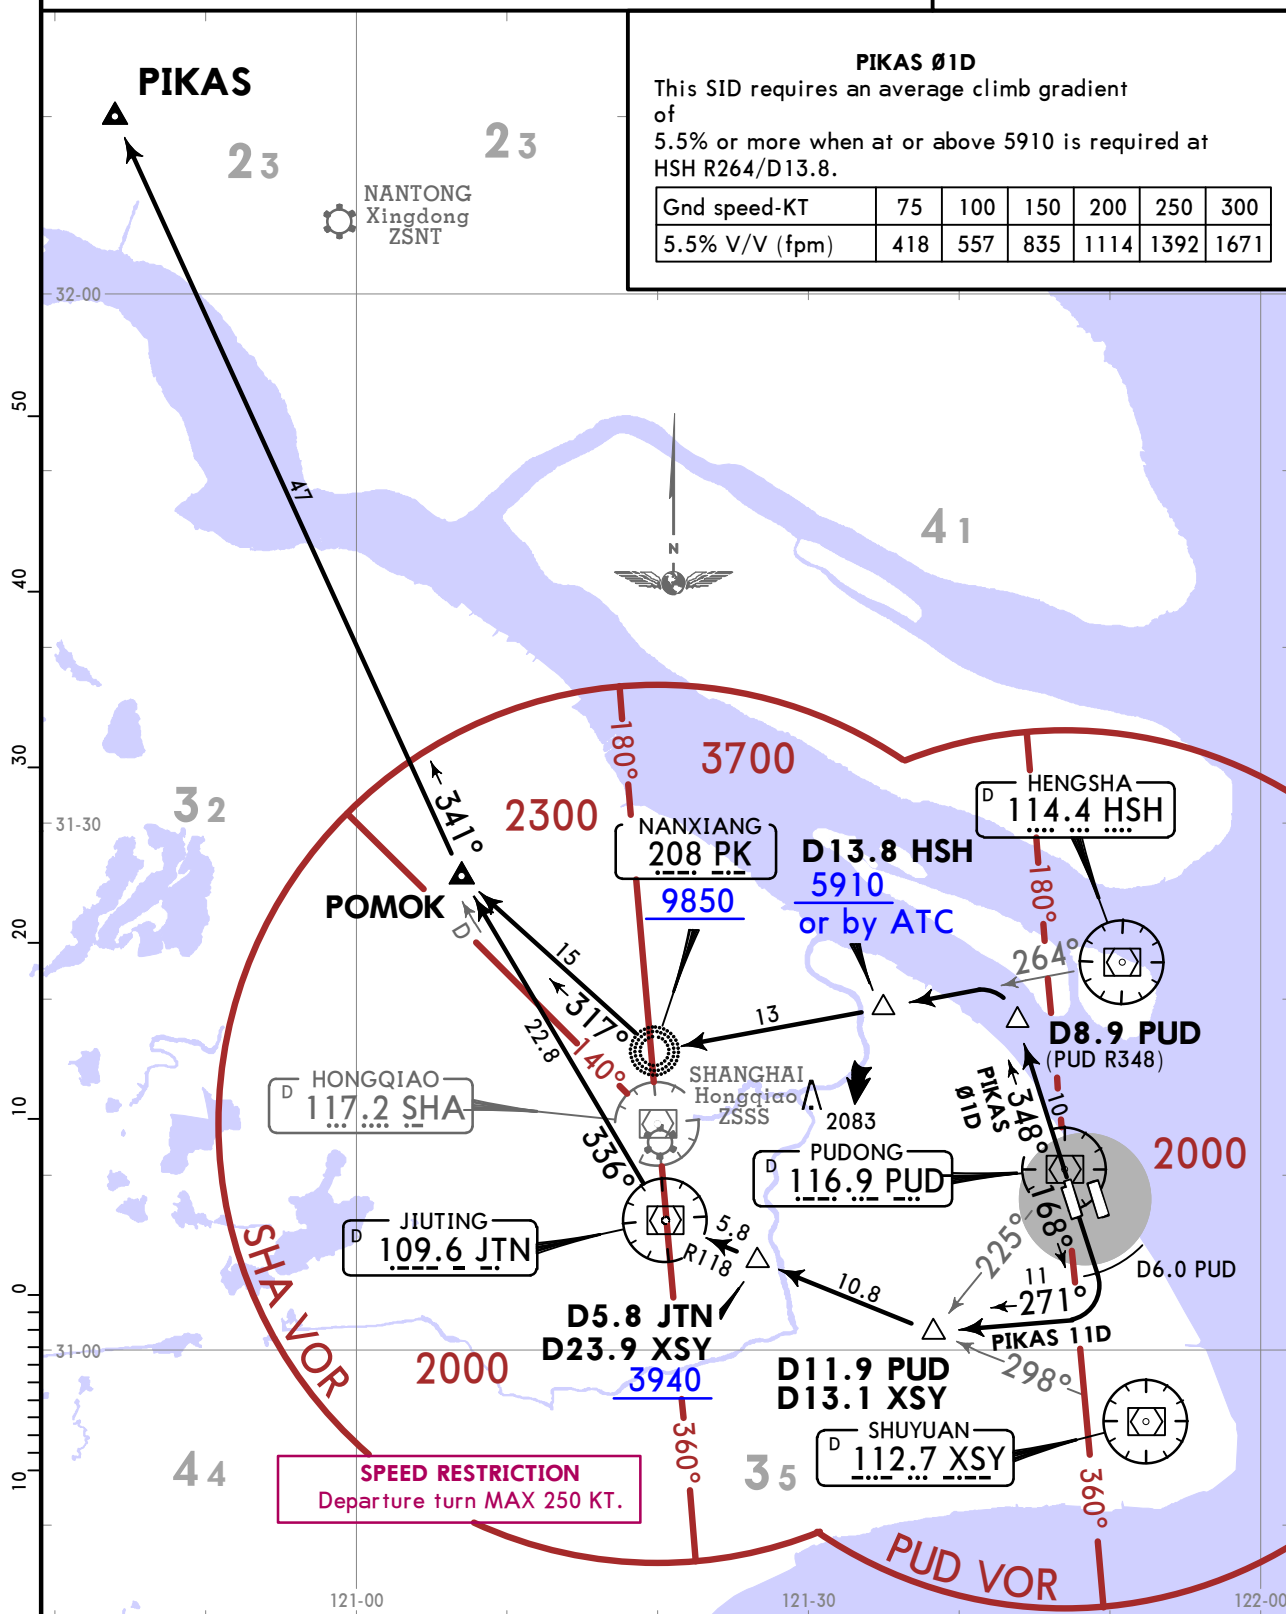 PIKAS Ø1D
This SID requires an average climb gradient
of
5.5% or more when at or above 5910 is required at
HSH R264/D13.8.
Gnd speed-KT 75 100 150 200 250 300
5.5% V/V (fpm) 418 557 835 1114 1392 1671
PIKAS
23
23
NANTONG
Xingdong
ZSNT
32-00
50
47
41
N
40
30
32
31-30
341°
180°
3700
2300
NANXIANG
208 PK
9850
D13.8 HSH
5910
or by ATC
D HENGSHA
114.4 HSH
180°
POMOK
D
20
15
317°
22.8
140°
13
264°
D8.9 PUD
(PUD R348)
D HONGQIAO
117.2 SHA
SHANGHAI
Hongqiao
ZSSS
2083
PIKAS
Ø1D
348°
10
10
336°
D PUDONG
116.9 PUD
2000
168°
D JIUTING
109.6 JTN
5.8
R118
225°
D6.0 PUD
11
271°
PIKAS 11D
10.8
0
SHA VOR
D5.8 JTN
D23.9 XSY
3940
31-00
2000
D11.9 PUD
D13.1 XSY
298°
D SHUYUAN
112.7 XSY
44
10
360°
35
360°
SPEED RESTRICTION
Departure turn MAX 250 KT.
PUD VOR
121-00
121-30
122-00